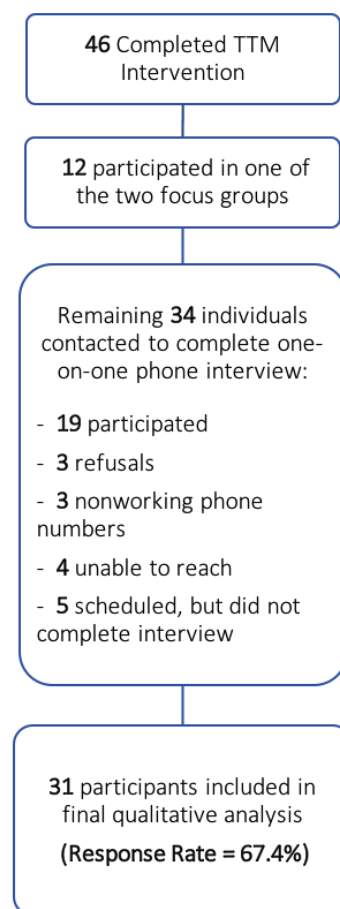 46 Completed TTM
Intervention
12 participated in one of
the two focus groups
Remaining 34 individuals
contacted to complete one-
on-one phone interview:
- 19 participated
- 3 refusals
- 3 nonworking phone
numbers
- 4 unable to reach
- 5 scheduled, but did not
complete interview
31 participants included in
final qualitative analysis
(Response Rate = 67.4%)